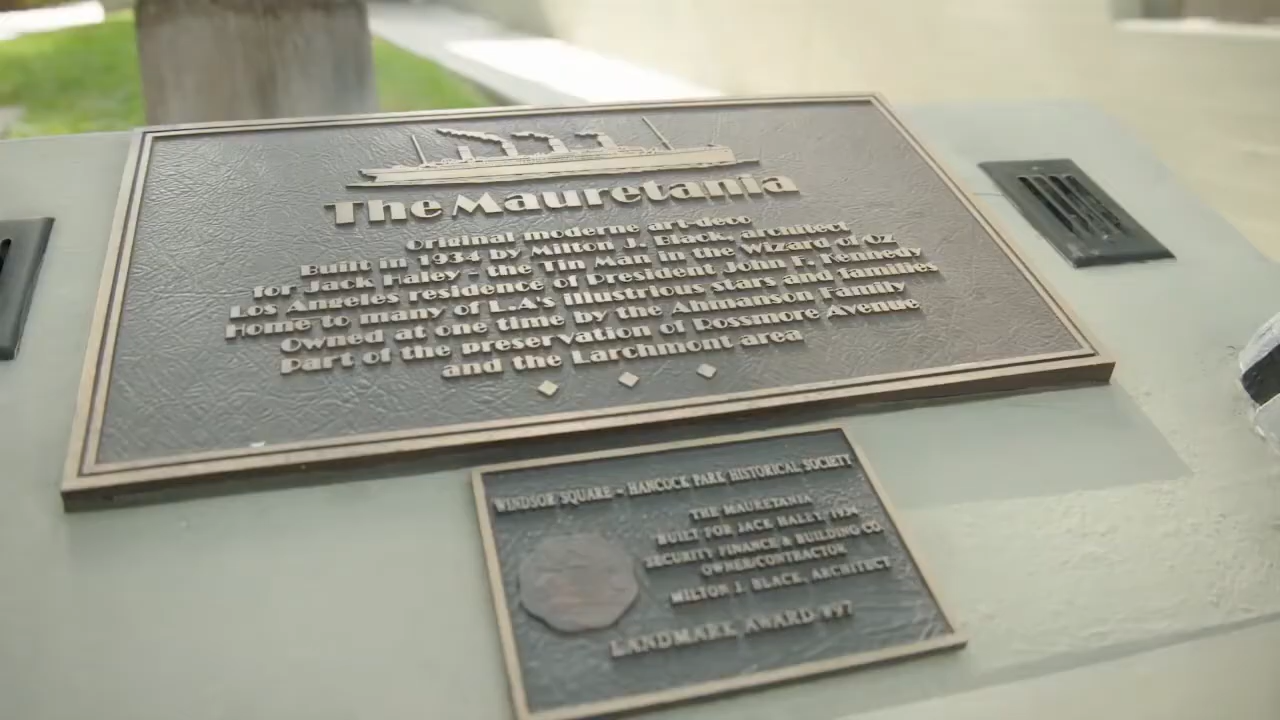 The Mauretania
original moderne art-deco
Built in 1934 by Milton J. Black, architect
for Jack Haley - the Tin Man in the Wizard of Oz
Los Angeles residence of President John F. Kennedy
Home to many of L.A's illustrious stars and families
Owned at one time by the Ahmanson Family
Part of the preservation of Rossmore Avenue
and the Larchmont area
WINDSOR SQUARE - HANCOCK PARK HISTORICAL SOCIETY
THE MAURETANIA
BUILT FOR JACK HALEY 1934
SECURITY FINANCE & BUILDING CO.
OWNER/CONTRACTOR
MILTON J. BLACK, ARCHITECT
LANDMARK AWARD #97